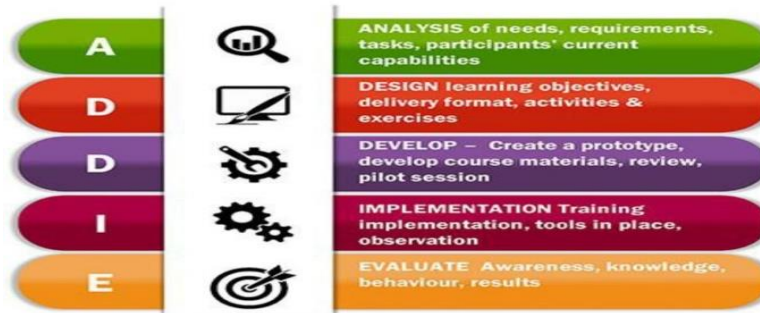 A
ANALYSIS of needs, requirements,
tasks, participants' current
capabilities
D
DESIGN learning objectives,
delivery format, activities &
exercises
D
DEVELOP – Create a prototype,
develop course materials, review,
pilot session
I
IMPLEMENTATION Training
implementation, tools in place,
observation
E
EVALUATE Awareness, knowledge,
behaviour, results